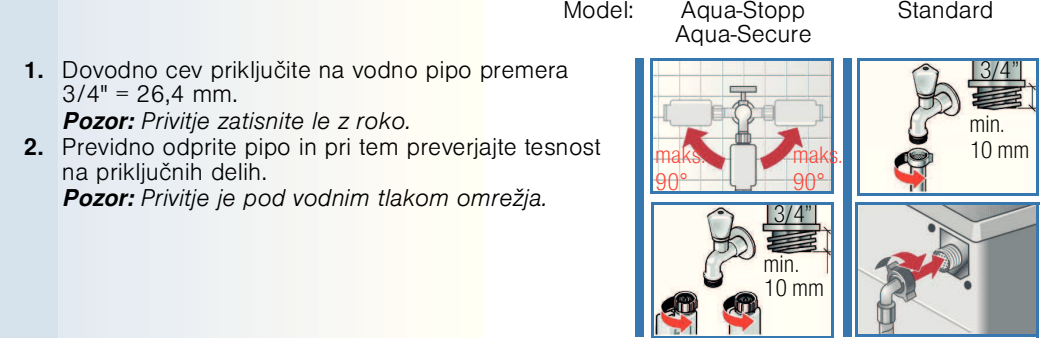 Model: Aqua-Stopp Standard
Aqua-Secure
1. Dovodno cev priključite na vodno pipo premera
3/4" = 26,4 mm.
Pozor: Privitje zatisnite le z roko.
2. Previdno odprite pipo in pri tem preverjajte tesnost
na priključnih delih.
Pozor: Privitje je pod vodnim tlakom omrežja.
maks. maks.
90° 90°
3/4”
min.
10 mm
3/4”
min.
10 mm